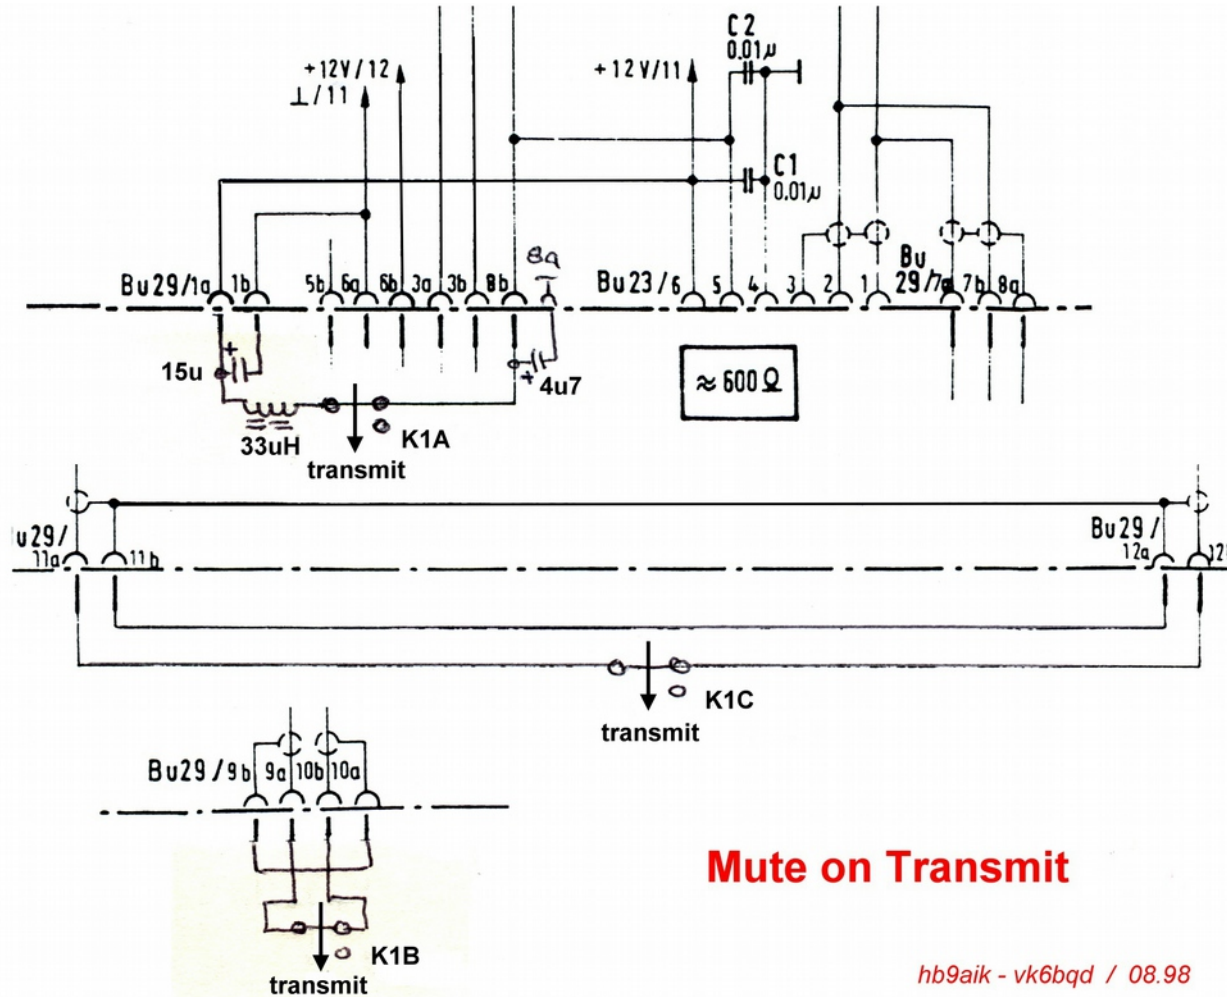 C2
0.01µ
+12V/12
⊥/11
+12V/11
C1
0.01µ
8a
Bu29/1a 1b 5b 6a 6b 3a 3b 8b
Bu23/6 5 4 3 2 1
Bu
29/7a 7b 8a
15u
+
+ 4u7
≈600Ω
33uH
K1A
transmit
u29/
11a 11b
Bu29/
12a 12
K1C
transmit
Bu29/9b 9a 10b 10a
K1B
transmit
Mute on Transmit
hb9aik - vk6bqd / 08.98